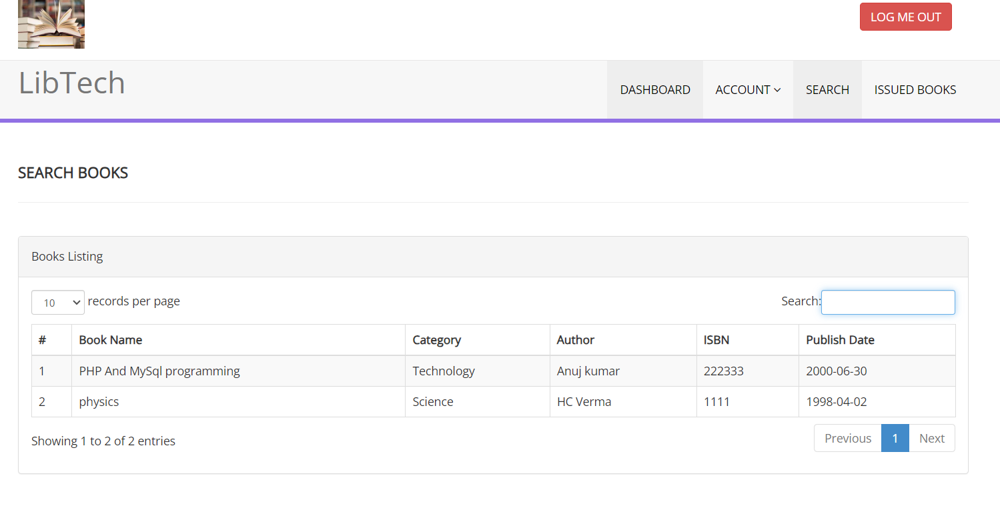 LOG ME OUT
LibTech
DASHBOARD ACCOUNT SEARCH ISSUED BOOKS
SEARCH BOOKS
Books Listing
10 records per page Search:
# Book Name Category Author ISBN Publish Date
1 PHP And MySql programming Technology Anuj kumar 222333 2000-06-30
2 physics Science HC Verma 1111 1998-04-02
Showing 1 to 2 of 2 entries Previous 1 Next